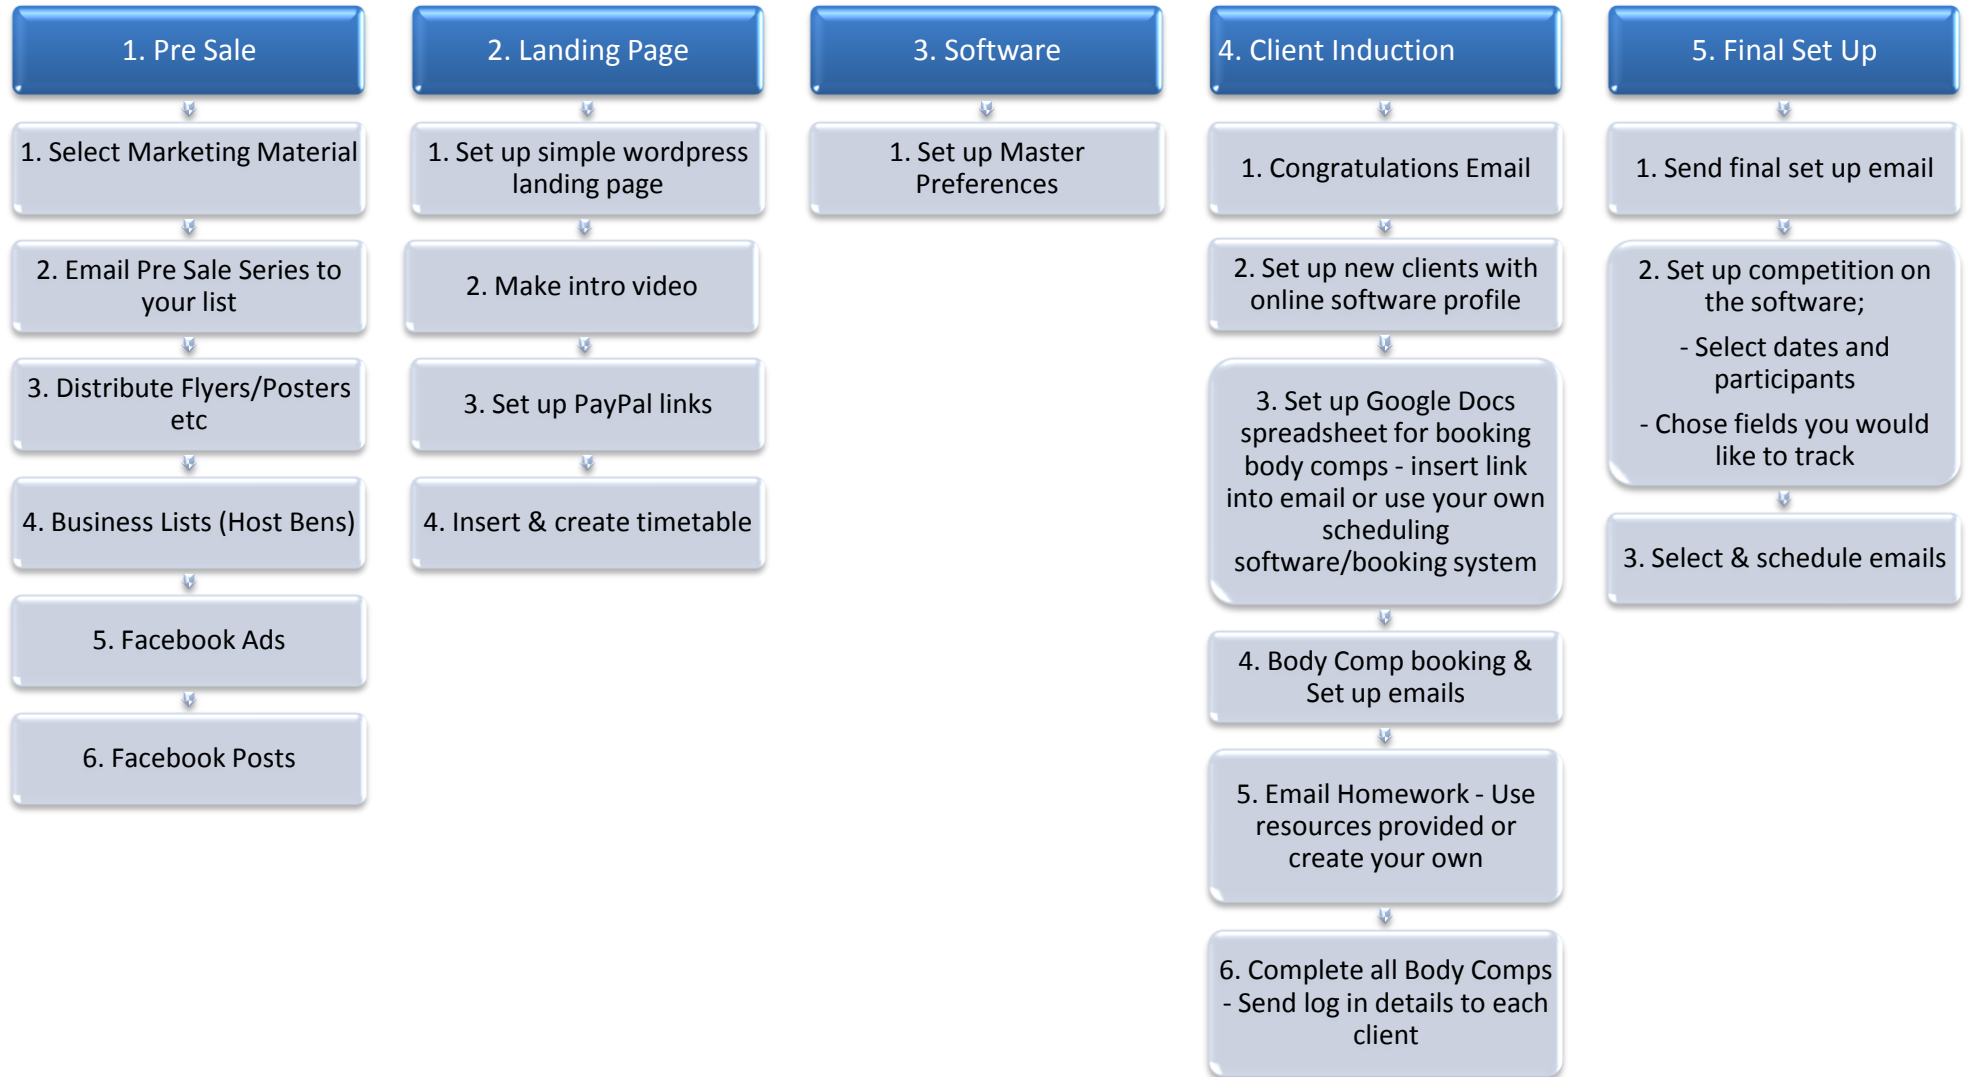 1. Pre Sale
1. Select Marketing Material
2. Email Pre Sale Series to
your list
3. Distribute Flyers/Posters
etc
4. Business Lists (Host Bens)
5. Facebook Ads
6. Facebook Posts
2. Landing Page
1. Set up simple wordpress
landing page
2. Make intro video
3. Set up PayPal links
4. Insert & create timetable
3. Software
1. Set up Master
Preferences
4. Client Induction
1. Congratulations Email
2. Set up new clients with
online software profile
3. Set up Google Docs
spreadsheet for booking
body comps - insert link
into email or use your own
scheduling
software/booking system
4. Body Comp booking &
Set up emails
5. Email Homework - Use
resources provided or
create your own
6. Complete all Body Comps
- Send log in details to each
client
5. Final Set Up
1. Send final set up email
2. Set up competition on
the software;
- Select dates and
participants
- Chose fields you would
like to track
3. Select & schedule emails